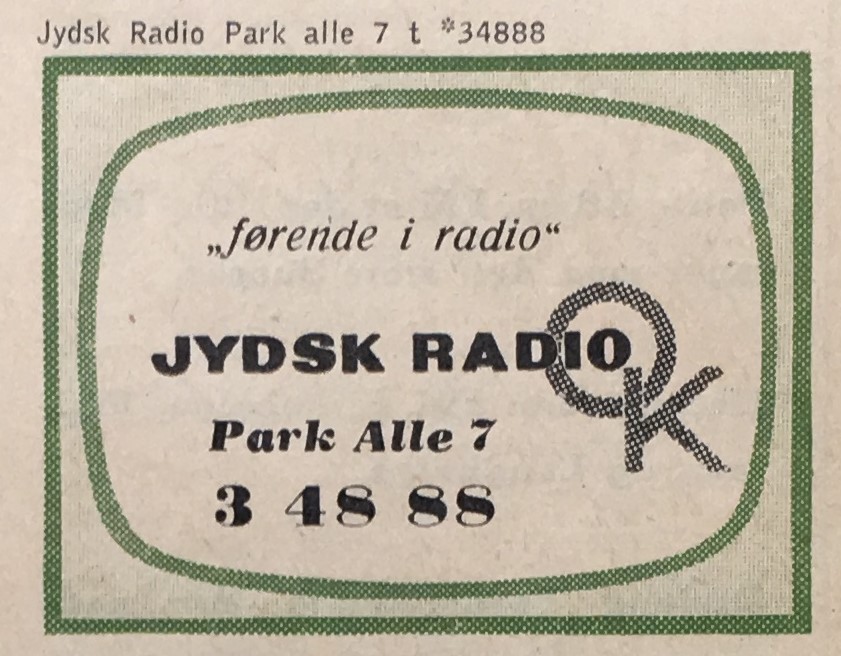 Jydsk Radio Park alle 7 t *34888
„førende i radio“
JYDSK RADIO
OK
Park Alle 7
3 48 88